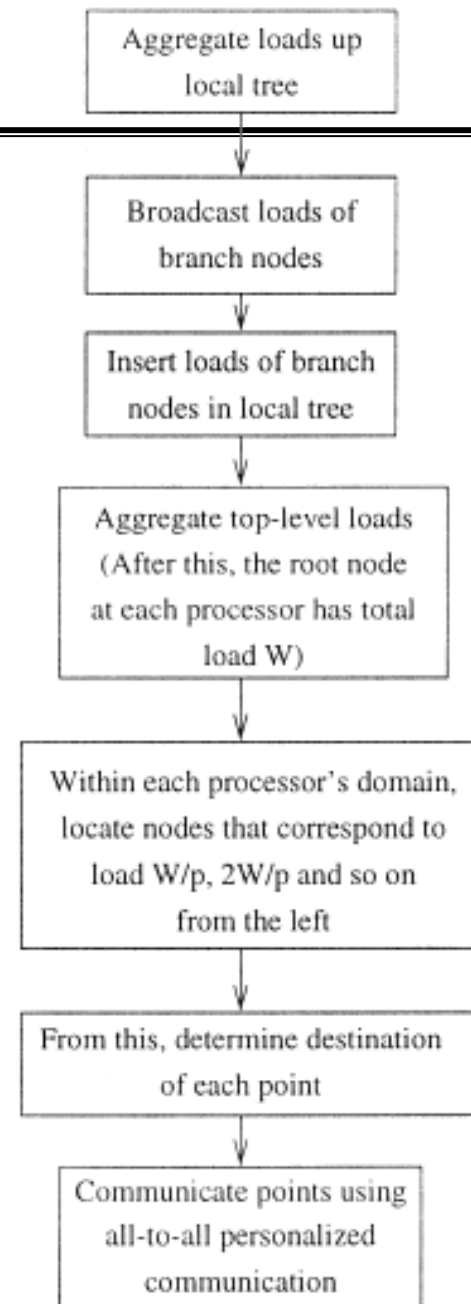 Aggregate loads up
local tree
Broadcast loads of
branch nodes
Insert loads of branch
nodes in local tree
Aggregate top-level loads
(After this, the root node
at each processor has total
load W)
Within each processor's domain,
locate nodes that correspond to
load W/p, 2W/p and so on
from the left
From this, determine destination
of each point
Communicate points using
all-to-all personalized
communication